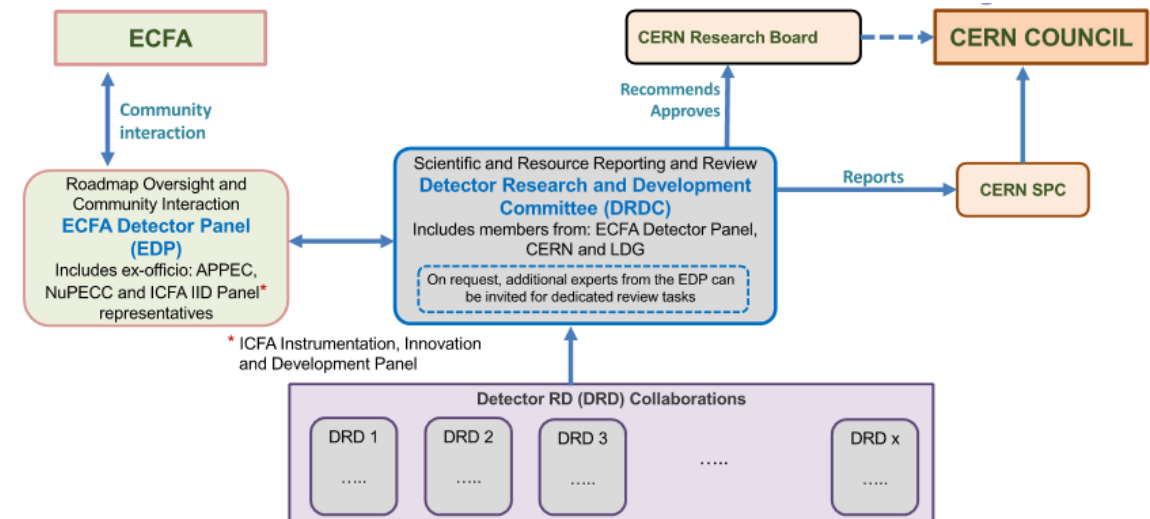 ECFA
CERN Research Board
CERN COUNCIL
Community
interaction
Recommends
Approves
Roadmap Oversight and
Community Interaction
ECFA Detector Panel
(EDP)
Includes ex-officio: APPEC,
NuPECC and ICFA IID Panel*
representatives
Scientific and Resource Reporting and Review
Detector Research and Development
Committee (DRDC)
Includes members from: ECFA Detector Panel,
CERN and LDG
On request, additional experts from the EDP can
be invited for dedicated review tasks
Reports
CERN SPC
* ICFA Instrumentation, Innovation
and Development Panel
Detector RD (DRD) Collaborations
DRD 1
.....
DRD 2
.....
DRD 3
.....
.....
DRD x
.....